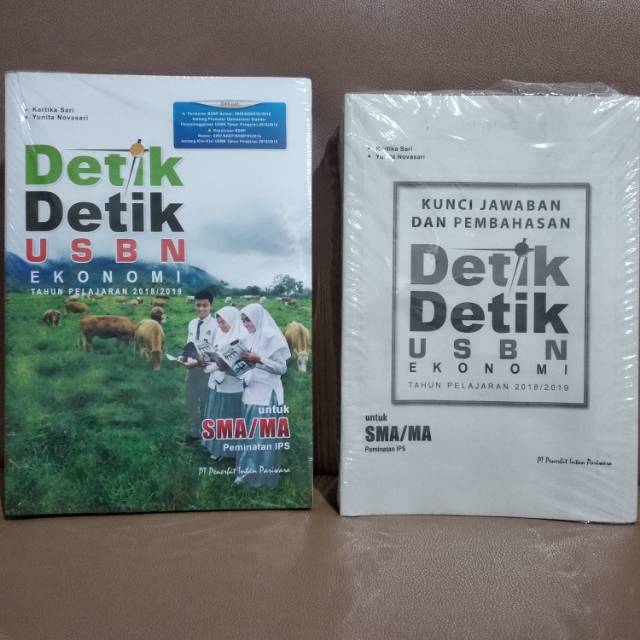 Kartika Sari
Yunita Novasari
Detik
Detik
USBN
EKONOMI
TAHUN PELAJARAN 2018/2019
untuk
SMA/MA
Peminatan IPS
PT Penerbit Intan Pariwara
Kartika Sari
Yunita Novasari
KUNCI JAWABAN
DAN PEMBAHASAN
Detik
Detik
USBN
EKONOMI
TAHUN PELAJARAN 2018/2019
untuk
SMA/MA
Peminatan IPS
PT Penerbit Intan Pariwara